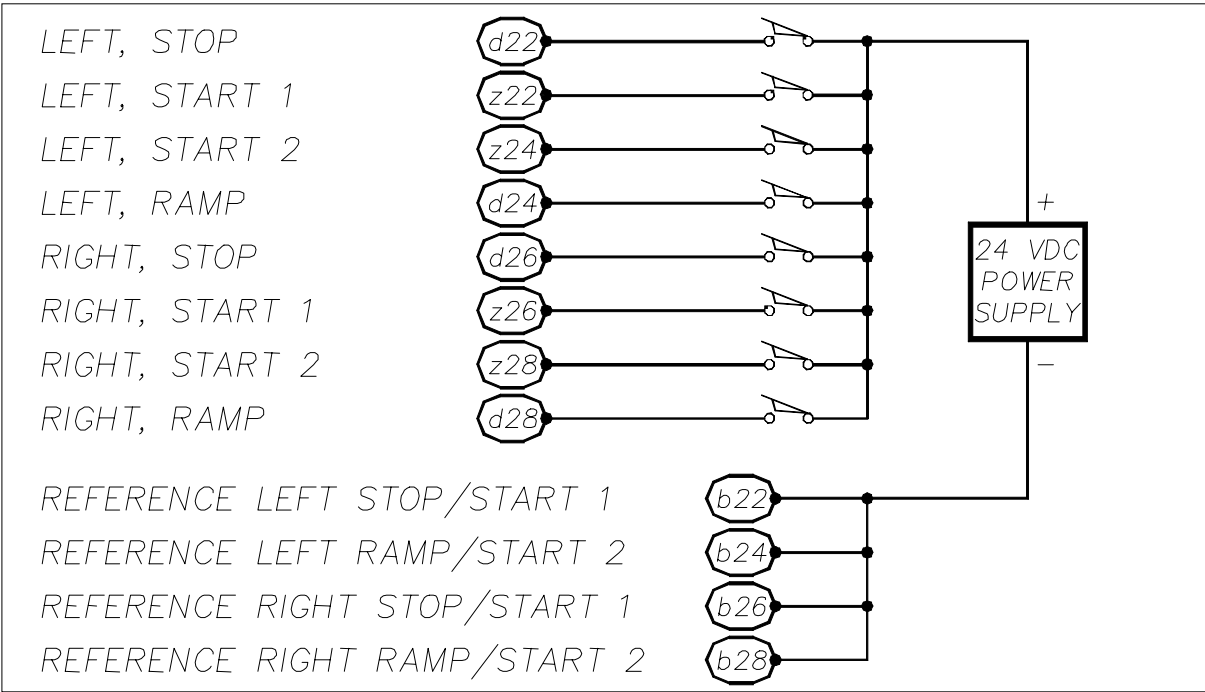 LEFT, STOP d22
LEFT, START 1 z22
LEFT, START 2 z24
LEFT, RAMP d24
+
RIGHT, STOP d26
24 VDC
POWER
SUPPLY
RIGHT, START 1 z26
RIGHT, START 2 z28
–
RIGHT, RAMP d28
REFERENCE LEFT STOP/START 1 b22
REFERENCE LEFT RAMP/START 2 b24
REFERENCE RIGHT STOP/START 1 b26
REFERENCE RIGHT RAMP/START 2 b28